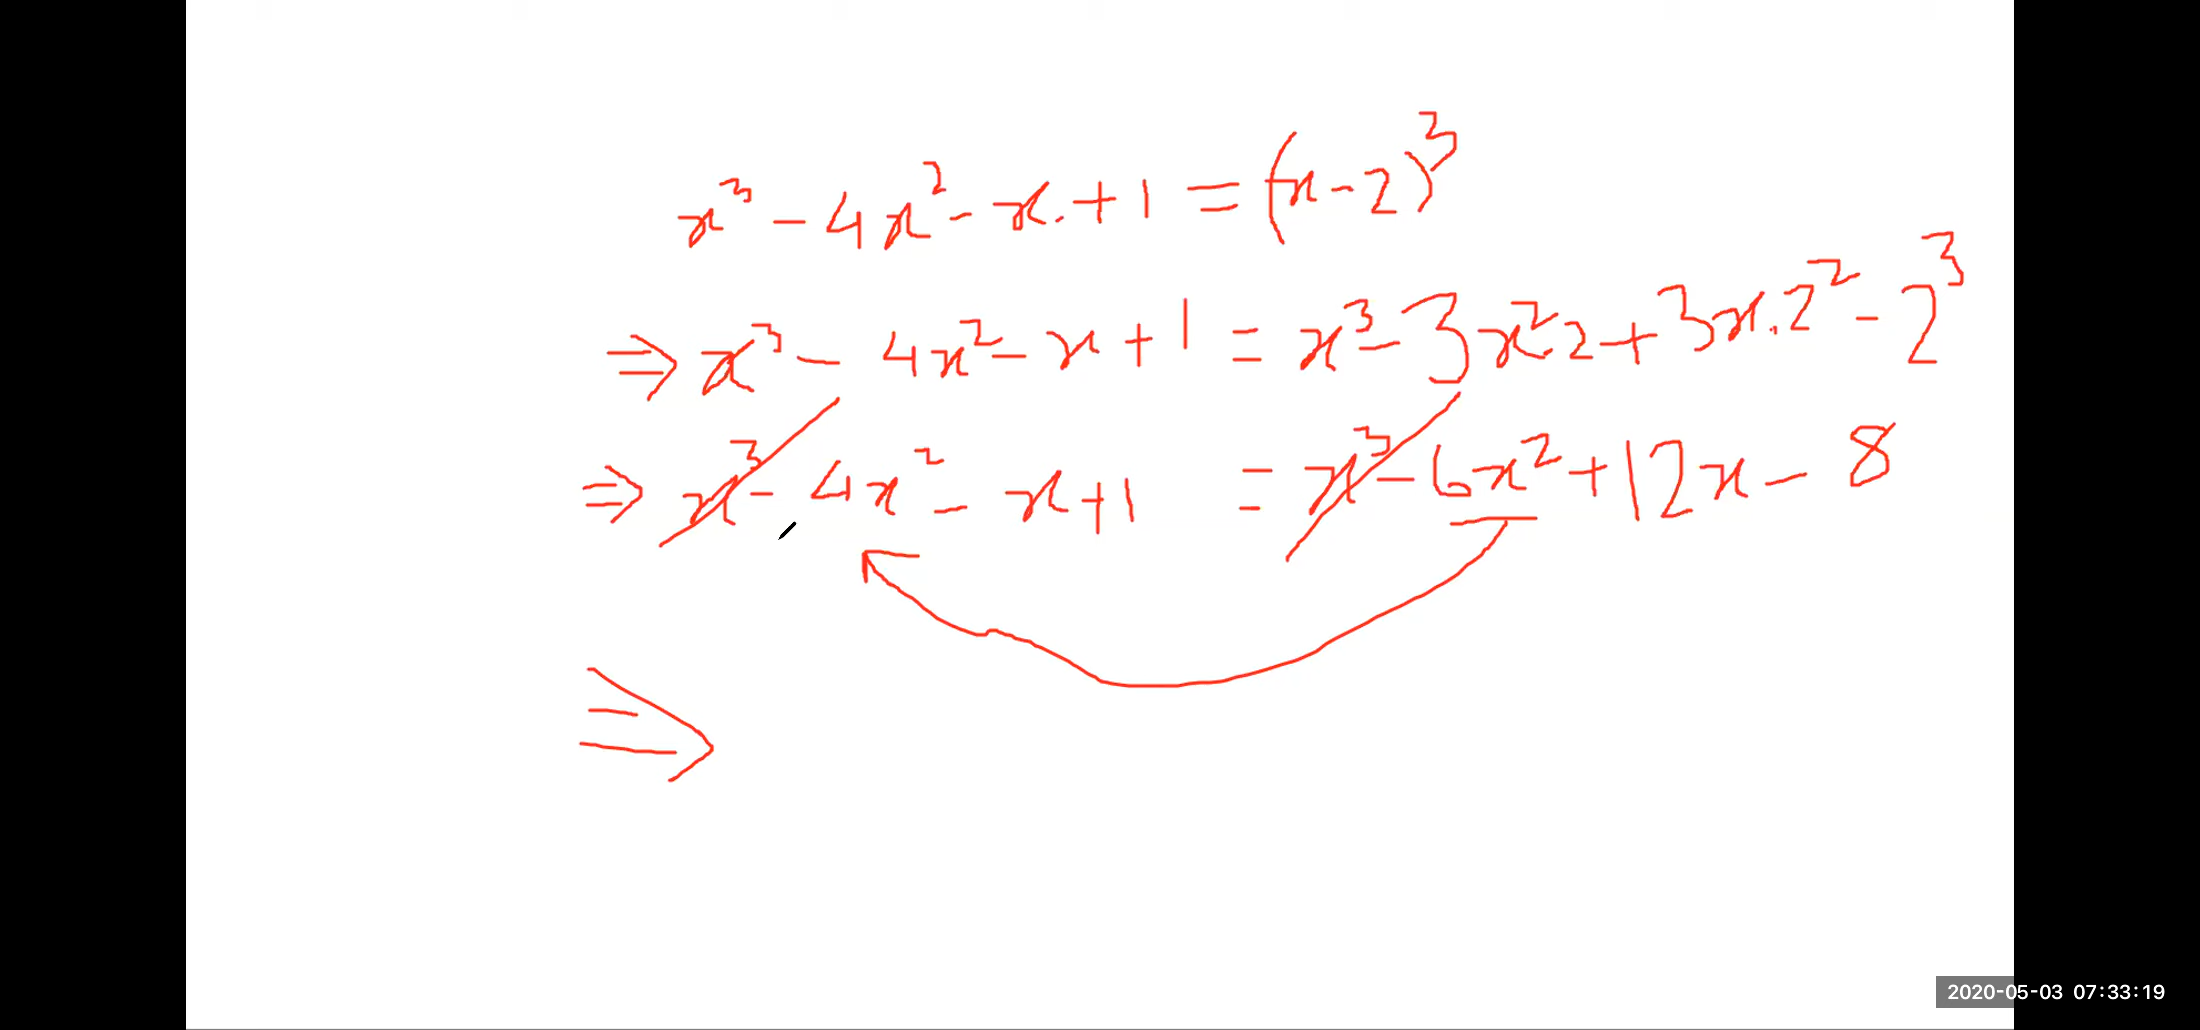 x³ - 4x² - x + 1 = (x-2)³
⇒ x³ - 4x² - x + 1 = x³ - 3x².2 + 3x.2² - 2³
⇒ x³ - 4x² - x + 1 = x³ - 6x² + 12x - 8
⇒
2020-05-03 07:33:19